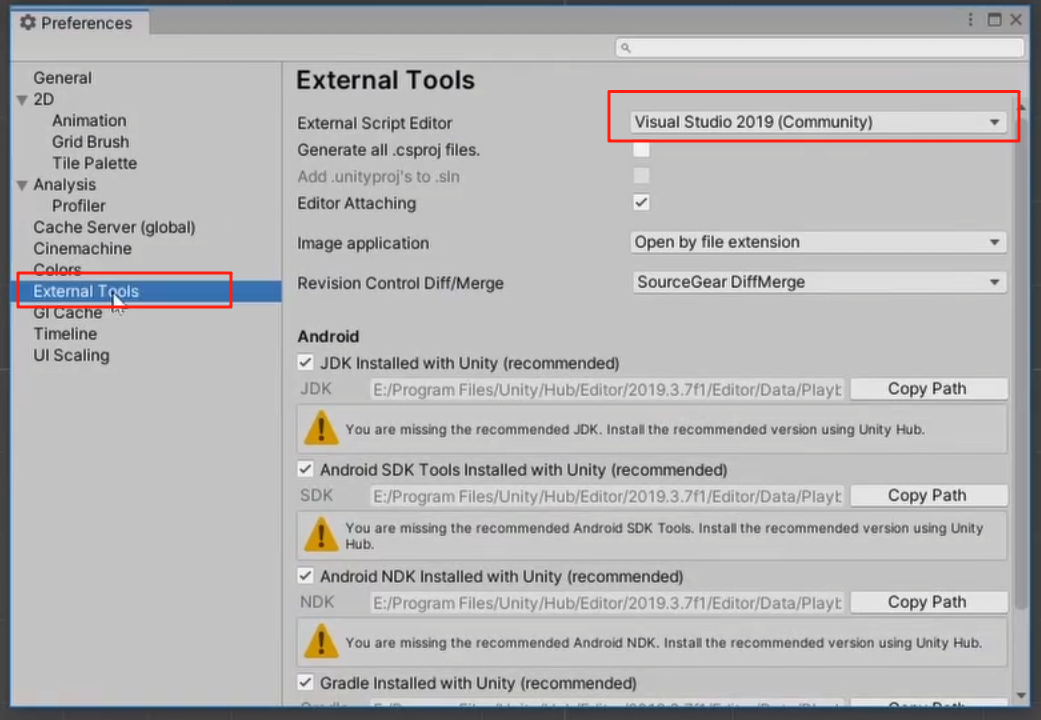 Preferences
General
2D
Animation
Grid Brush
Tile Palette
Analysis
Profiler
Cache Server (global)
Cinemachine
Colors
External Tools
GI Cache
Timeline
UI Scaling
External Tools
External Script Editor
Visual Studio 2019 (Community)
Generate all .csproj files.
Add .unityproj's to .sln
Editor Attaching
Image application
Open by file extension
Revision Control Diff/Merge
SourceGear DiffMerge
Android
JDK Installed with Unity (recommended)
JDK E:/Program Files/Unity/Hub/Editor/2019.3.7f1/Editor/Data/Playb Copy Path
You are missing the recommended JDK. Install the recommended version using Unity Hub.
Android SDK Tools Installed with Unity (recommended)
SDK E:/Program Files/Unity/Hub/Editor/2019.3.7f1/Editor/Data/Playb Copy Path
You are missing the recommended Android SDK Tools. Install the recommended version using Unity
Hub.
Android NDK Installed with Unity (recommended)
NDK E:/Program Files/Unity/Hub/Editor/2019.3.7f1/Editor/Data/Playb Copy Path
You are missing the recommended Android NDK. Install the recommended version using Unity Hub.
Gradle Installed with Unity (recommended)